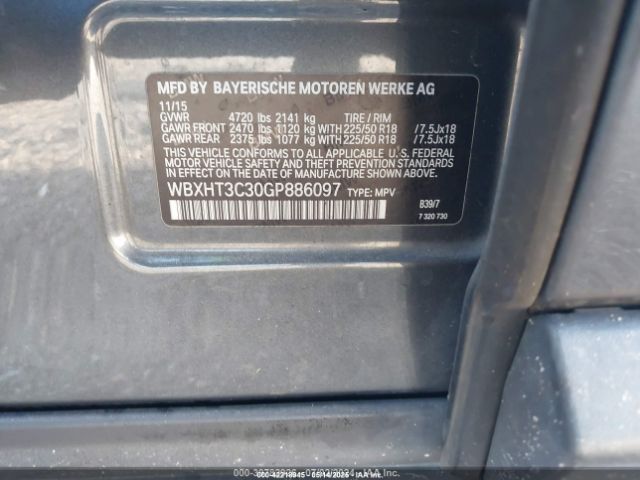 MFD BY BAYERISCHE MOTOREN WERKE AG
11/15
GVWR 4720 lbs 2141 kg TIRE / RIM
GAWR FRONT 2470 lbs 1120 kg WITH 225/50 R18 /7.5Jx18
GAWR REAR 2375 lbs 1077 kg WITH 225/50 R18 /7.5Jx18
THIS VEHICLE CONFORMS TO ALL APPLICABLE U.S. FEDERAL
SAFETY, BUMPER, AND THEFT PREVENTION STANDARDS
IN EFFECT ON THE DATE OF MANUFACTURE SHOWN ABOVE.
WBXHT3C30GP886097 TYPE: MPV
B39/7
7 320 730